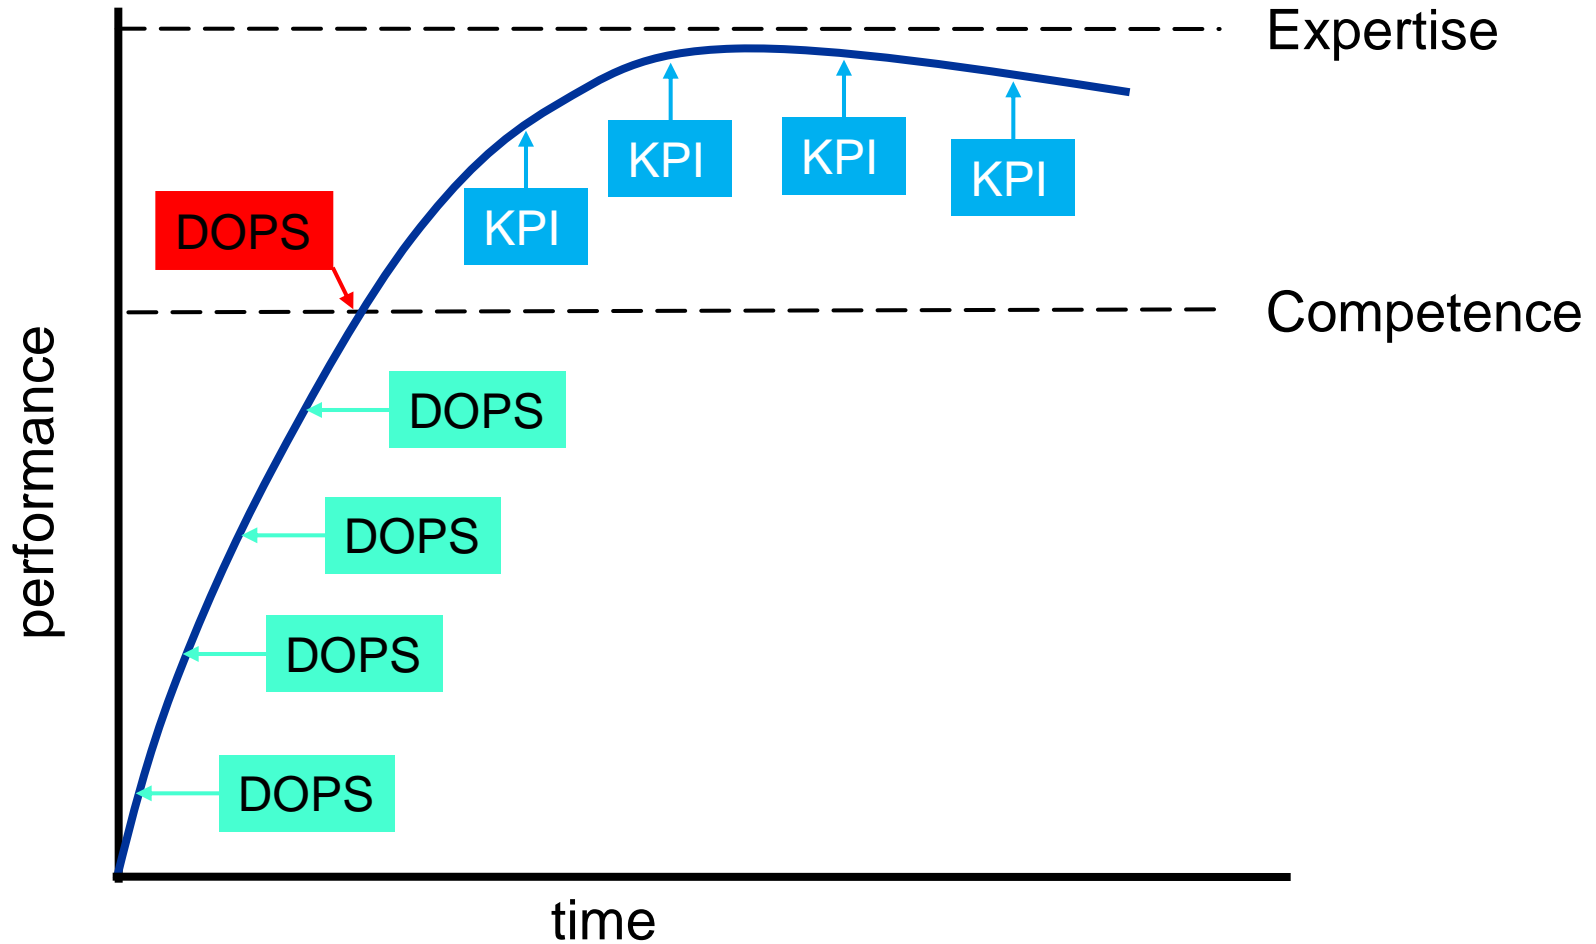 Expertise
KPI
KPI
KPI
KPI
DOPS
Competence
DOPS
DOPS
DOPS
DOPS
performance
time